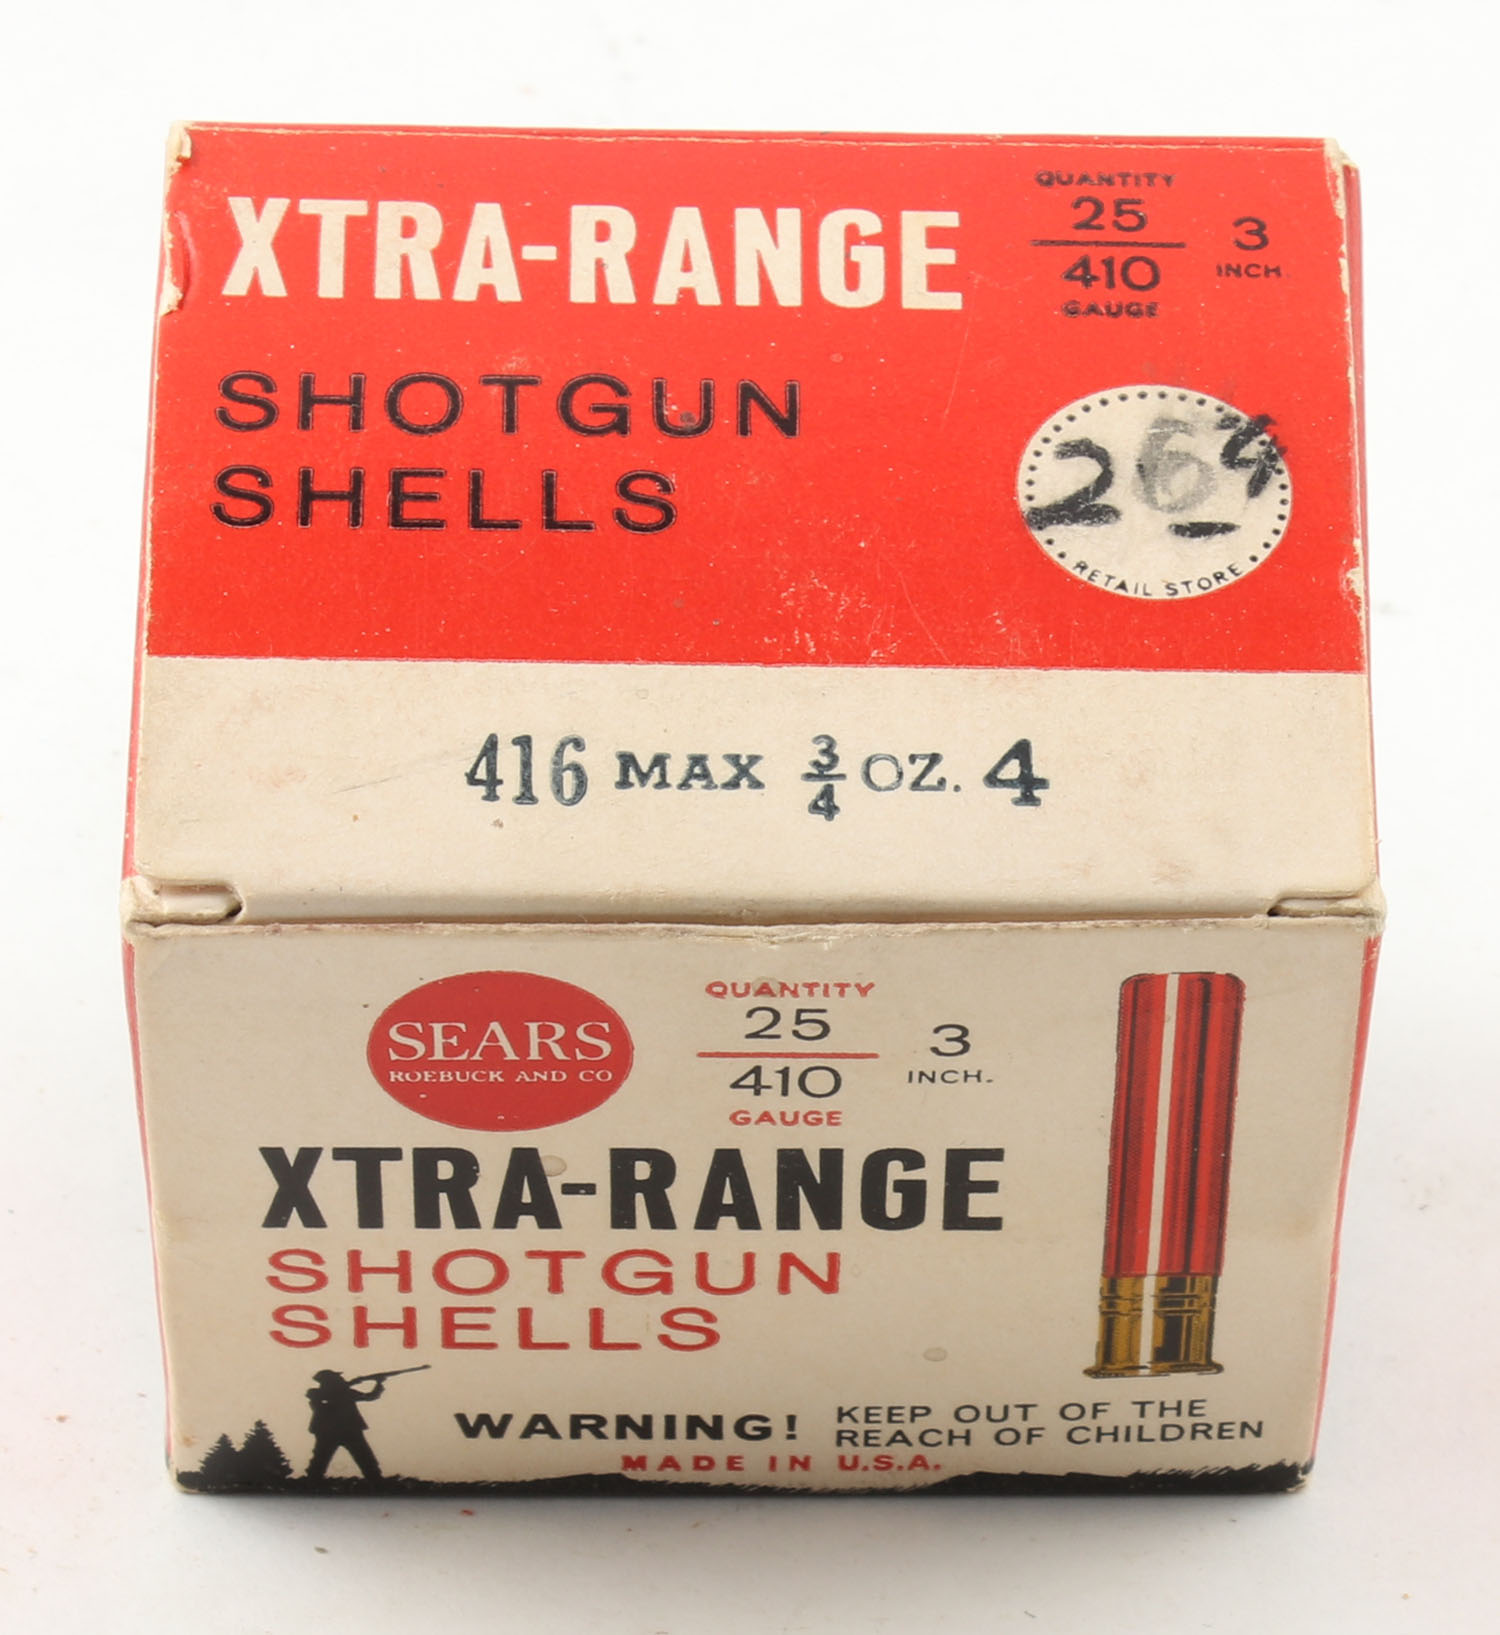 XTRA-RANGE
QUANTITY
25
410
GAUGE
3
INCH
SHOTGUN
SHELLS
2 69
RETAIL STORE
416 MAX 3/4 OZ. 4
SEARS
ROEBUCK AND CO
QUANTITY
25
410
GAUGE
3
INCH.
XTRA-RANGE
SHOTGUN
SHELLS
WARNING! KEEP OUT OF THE
REACH OF CHILDREN
MADE IN U.S.A.